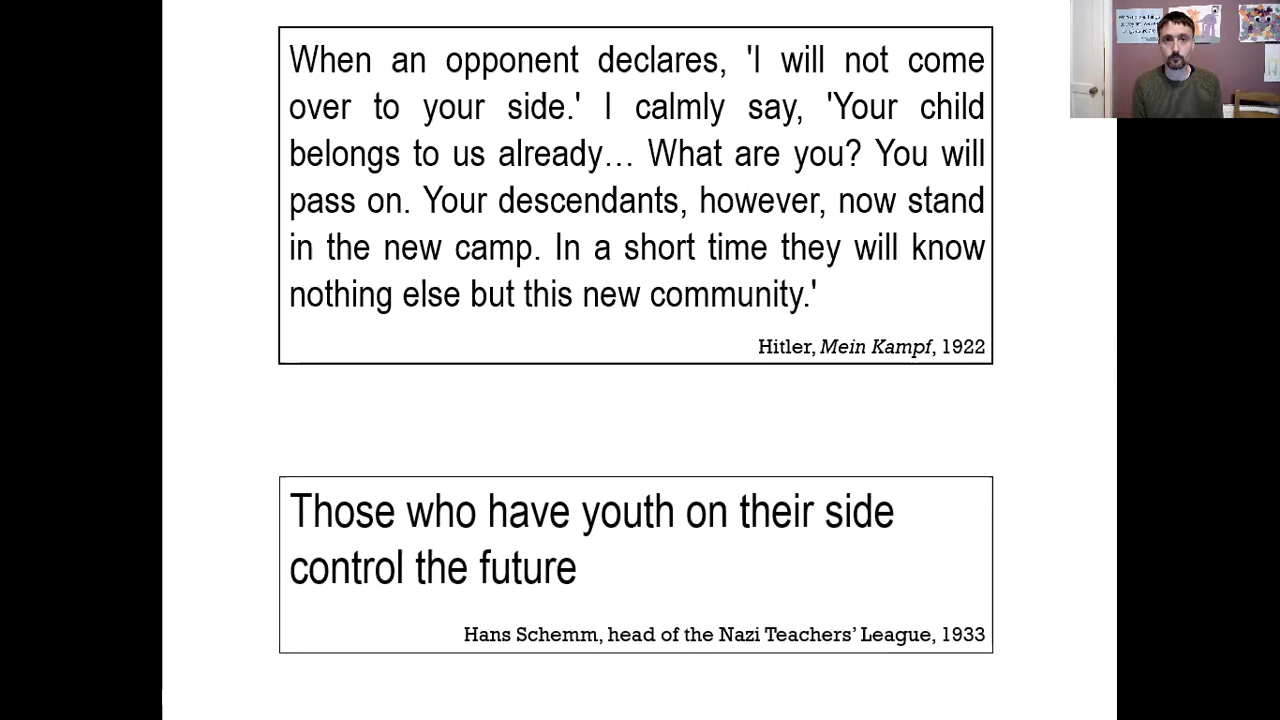 When an opponent declares, 'I will not come
over to your side.' I calmly say, 'Your child
belongs to us already… What are you? You will
pass on. Your descendants, however, now stand
in the new camp. In a short time they will know
nothing else but this new community.'
Hitler, Mein Kampf, 1922
Those who have youth on their side
control the future
Hans Schemm, head of the Nazi Teachers’ League, 1933